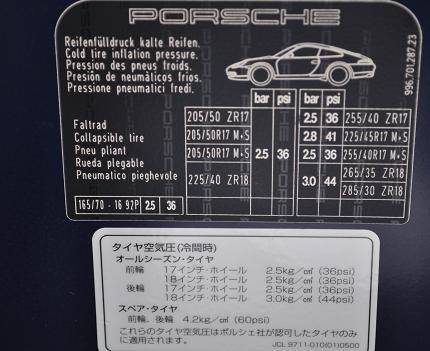 PORSCHE
Reifenfülldruck kalte Reifen.
Cold tire inflation pressure.
Pression des pneus froids.
Presión de neumáticos frios.
Pressione pneumatici fredi.
996.701.287.23
bar psi bar psi
205/50 ZR17 2.5 36 255/40 ZR17
205/50R17 M+S 2.8 41 225/45R17 M+S
205/50R17 M+S 2.5 36 2.5 36 255/40R17 M+S
225/40 ZR18 3.0 44 265/35 ZR18
285/30 ZR18
Faltrad
Collapsible tire
Pneu pliant
Rueda plegable
Pneumatico pieghevole
165/70 - 16 92P 2.5 36
タイヤ空気圧(冷間時)
オールシーズン・タイヤ
前輪 17インチ・ホイール 2.5kg/㎠ (36psi)
18インチ・ホイール 2.5kg/㎠ (36psi)
後輪 17インチ・ホイール 2.5kg/㎠ (36psi)
18インチ・ホイール 3.0kg/㎠ (44psi)
スペア・タイヤ
前輪、後輪 4.2kg/㎠ (60psi)
これらのタイヤ空気圧はポルシェ社が認可したタイヤのみ
に適用されます。 JCL 9711-010(01)0500